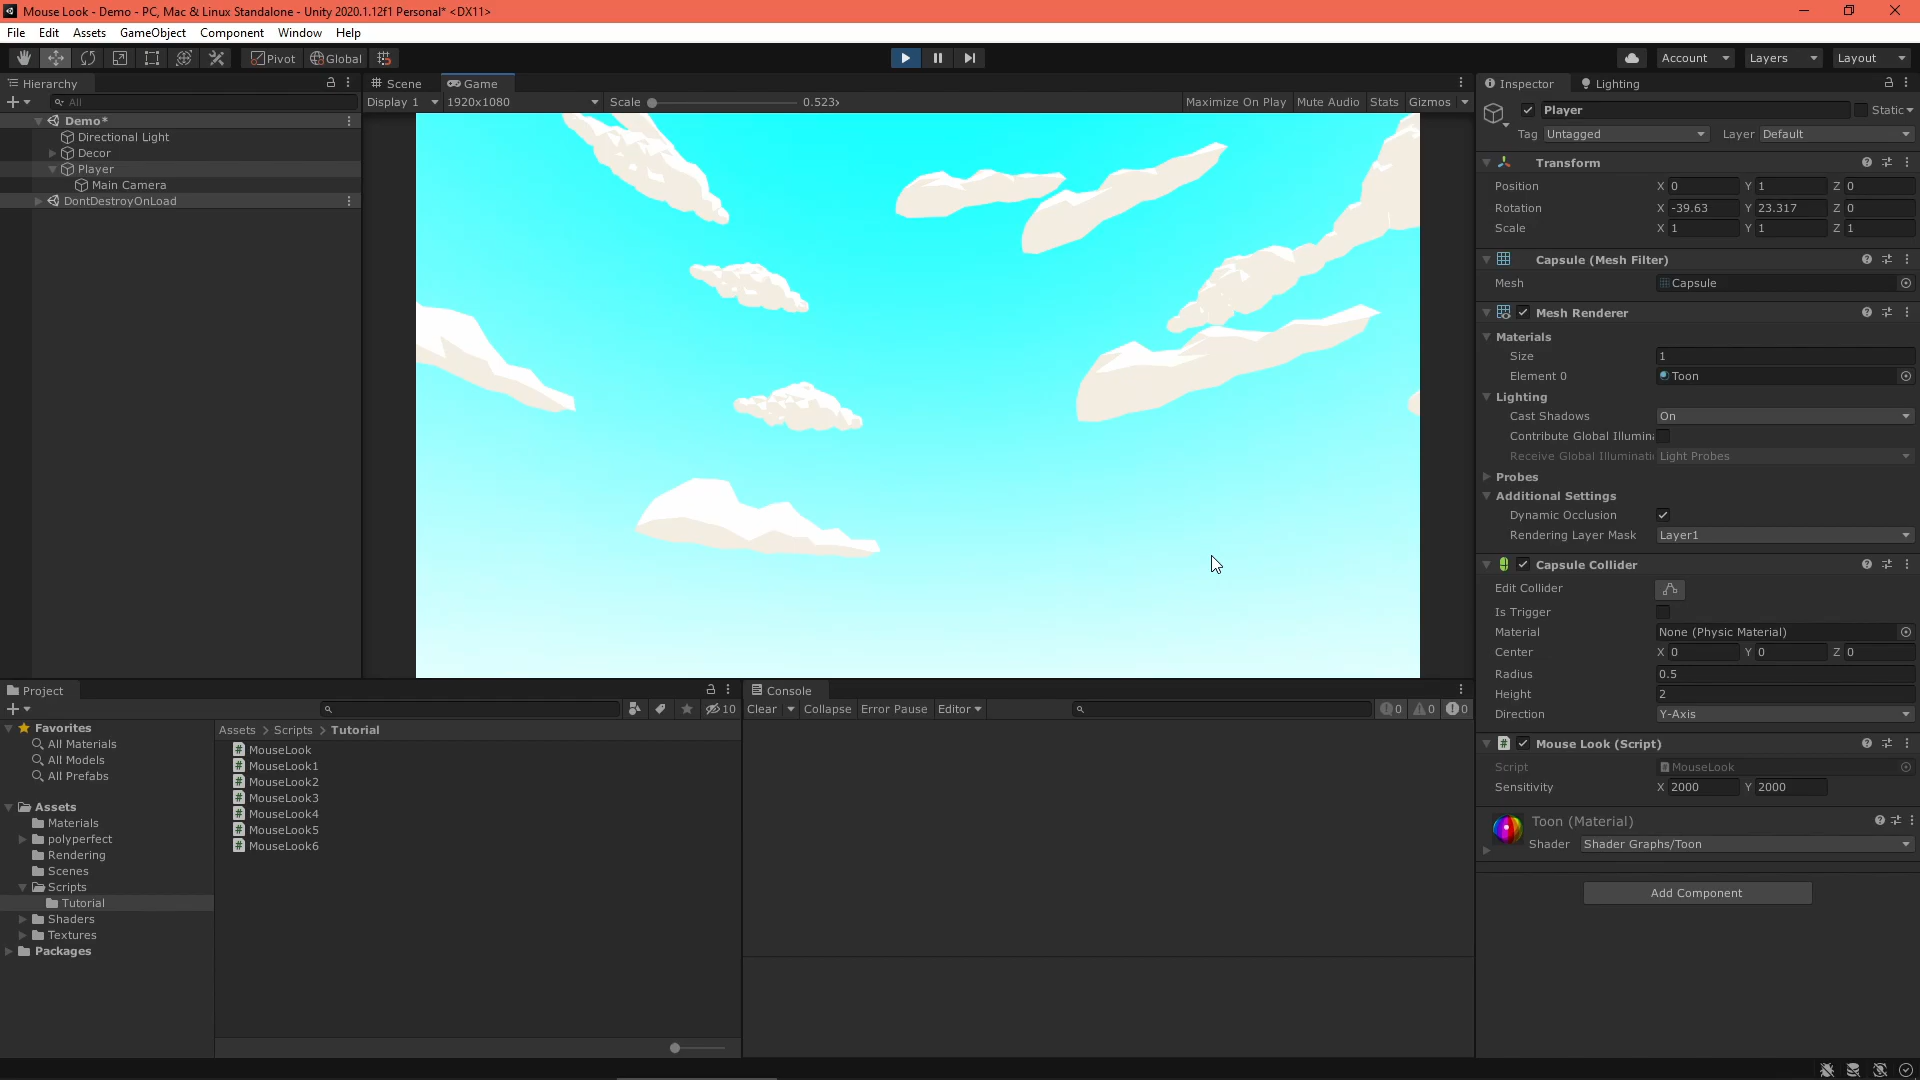 Mouse Look - Demo - PC, Mac & Linux Standalone - Unity 2020.1.12f1 Personal* <DX11>
File Edit Assets GameObject Component Window Help
Pivot Global Account Layers Layout
Hierarchy
All
Demo*
Directional Light
Decor
Player
Main Camera
DontDestroyOnLoad
Scene Game
Display 1 1920x1080 Scale 0.523x Maximize On Play Mute Audio Stats Gizmos
Inspector Lighting
Player Static
Tag Untagged Layer Default
Transform
Position X 0 Y 1 Z 0
Rotation X -39.63 Y 23.317 Z 0
Scale X 1 Y 1 Z 1
Capsule (Mesh Filter)
Mesh Capsule
Mesh Renderer
Materials
Size 1
Element 0 Toon
Lighting
Cast Shadows On
Contribute Global Illumin
Receive Global Illuminati Light Probes
Probes
Additional Settings
Dynamic Occlusion
Rendering Layer Mask Layer1
Capsule Collider
Edit Collider
Is Trigger
Material None (Physic Material)
Center X 0 Y 0 Z 0
Radius 0.5
Height 2
Direction Y-Axis
Mouse Look (Script)
Script MouseLook
Sensitivity X 2000 Y 2000
Toon (Material)
Shader Shader Graphs/Toon
Add Component
Project
10
Favorites
All Materials
All Models
All Prefabs
Assets
Materials
polyperfect
Rendering
Scenes
Scripts
Tutorial
Shaders
Textures
Packages
Assets > Scripts > Tutorial
MouseLook
MouseLook1
MouseLook2
MouseLook3
MouseLook4
MouseLook5
MouseLook6
Console
Clear Collapse Error Pause Editor 0 0 0